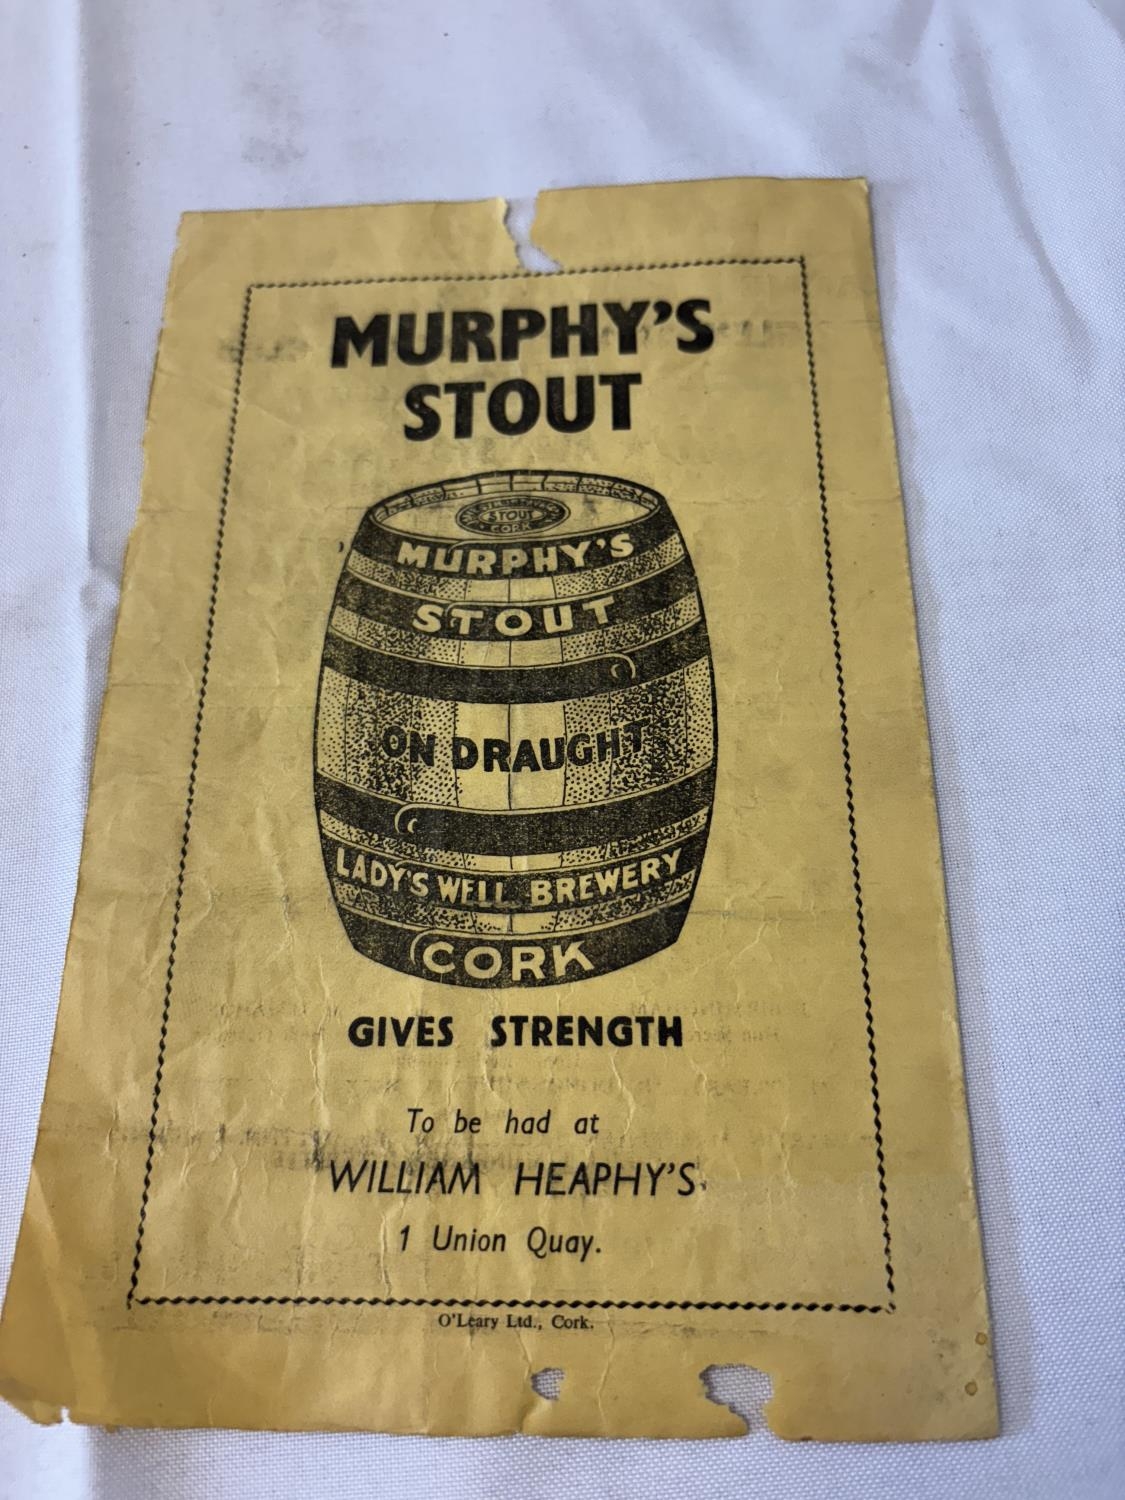 MURPHY'S
STOUT
STOUT
CORK
MURPHY'S
STOUT
ON DRAUGHT
LADY'S WELL BREWERY
CORK
GIVES STRENGTH
To be had at
WILLIAM HEAPHY'S
1 Union Quay.
O'Leary Ltd., Cork.